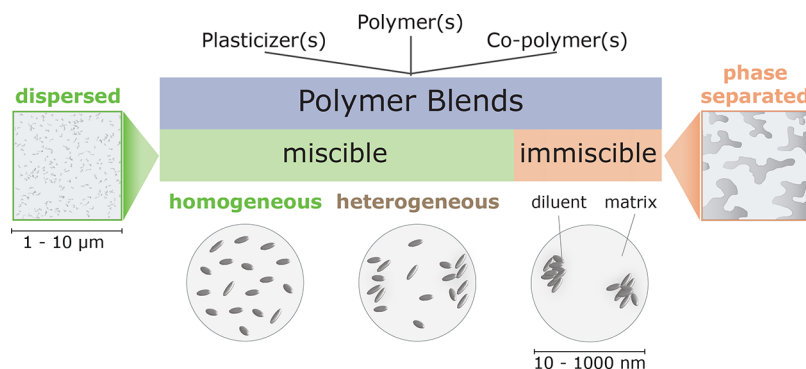 Polymer(s)
Plasticizer(s)
Co-polymer(s)
dispersed
phase
separated
Polymer Blends
miscible
immiscible
homogeneous
heterogeneous
diluent
matrix
1 - 10 µm
10 - 1000 nm